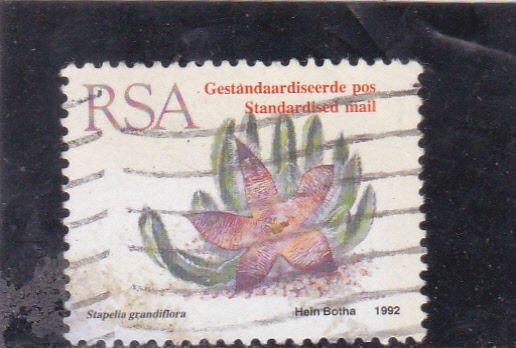 RSA
Gestandaardiseerde pos
Standardised mail
Stapelia grandiflora
Hein Botha 1992